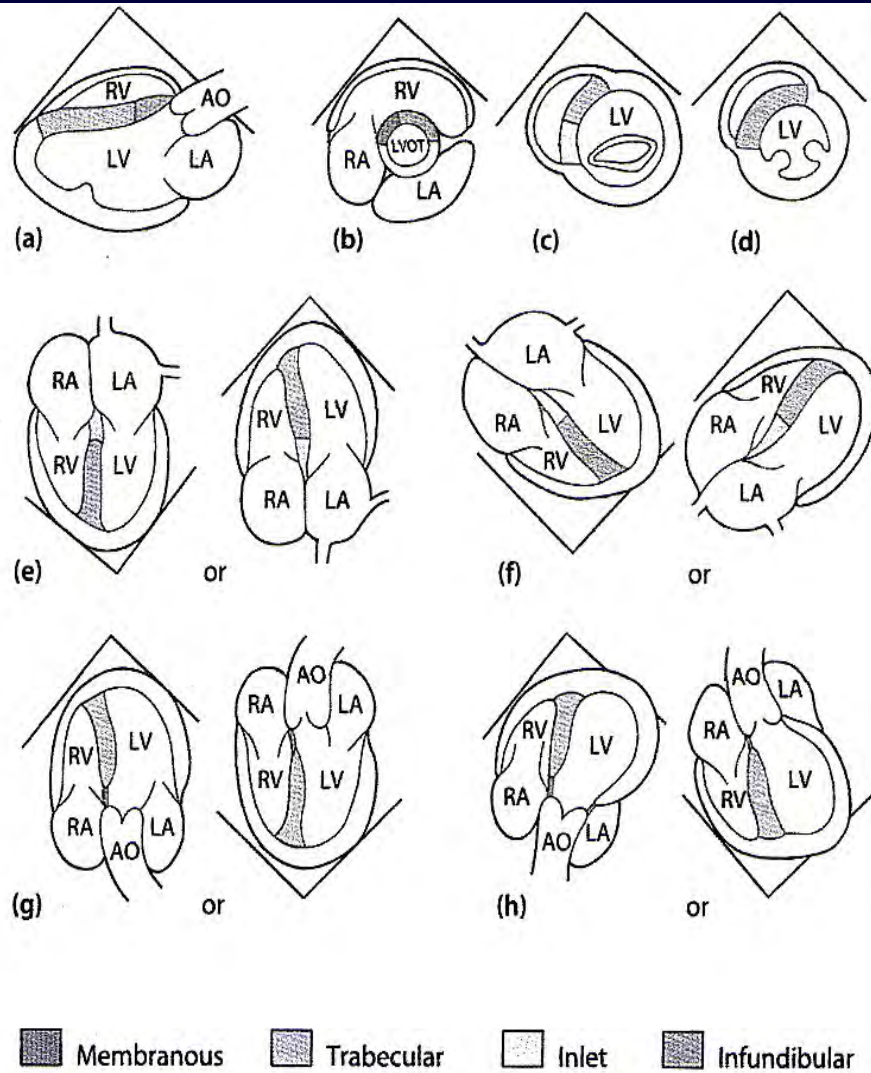 RV AO RV LV LV
LV LA RA LVOT LA
(a) (b) (c) (d)
RA LA RV LV LA RV
RV LV RA LA RA LV RA LV
RV LA
(e) or (f) or
RV LV RA AO LA RV LV AO LA
RA
RA AO LA RV LV RA AO LA RV LV
(g) or (h) or
Membranous Trabecular Inlet Infundibular